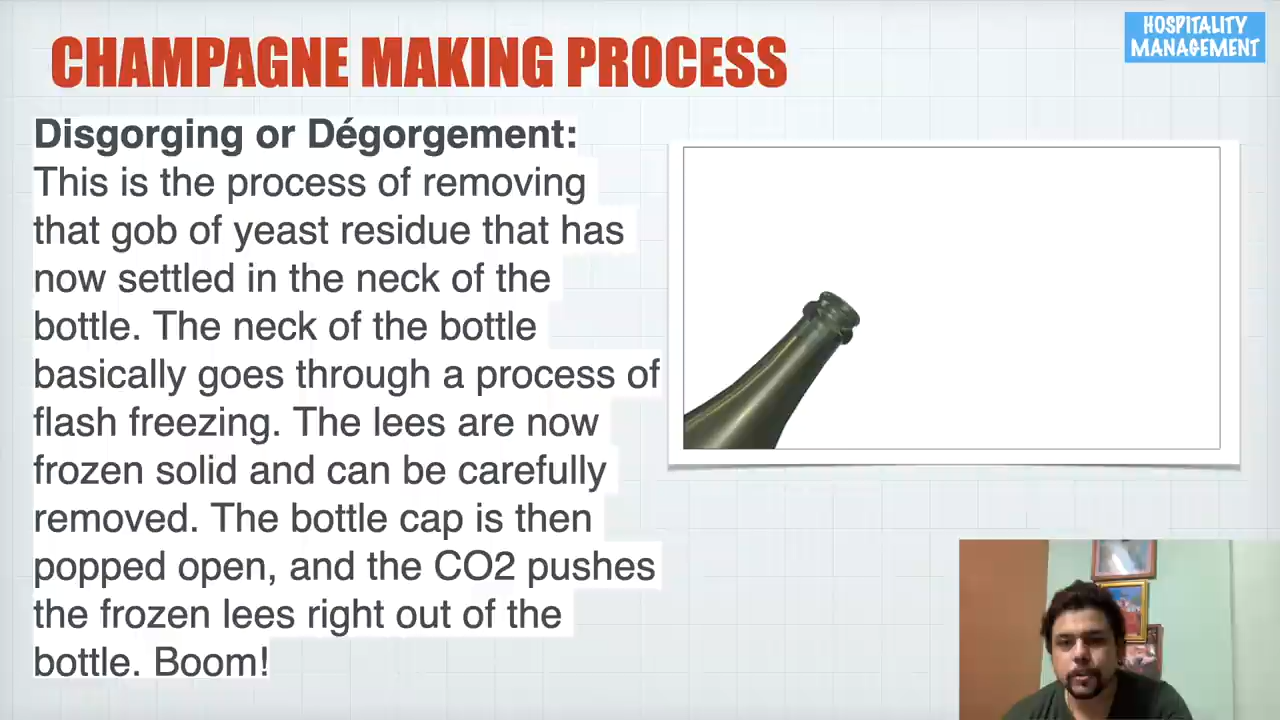 CHAMPAGNE MAKING PROCESS
HOSPITALITY
MANAGEMENT
Disgorging or Dégorgement:
This is the process of removing
that gob of yeast residue that has
now settled in the neck of the
bottle. The neck of the bottle
basically goes through a process of
flash freezing. The lees are now
frozen solid and can be carefully
removed. The bottle cap is then
popped open, and the CO2 pushes
the frozen lees right out of the
bottle. Boom!